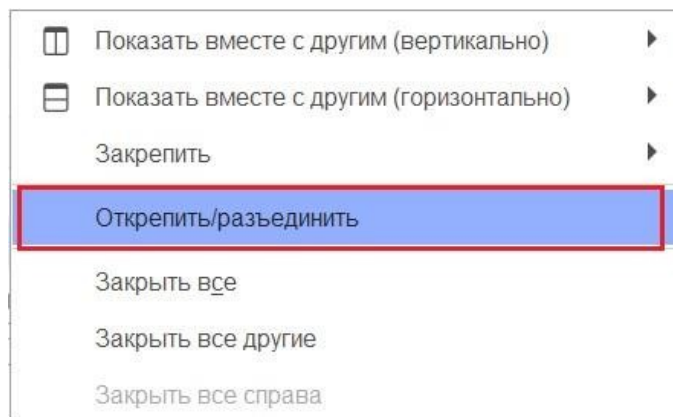 Показать вместе с другим (вертикально)
Показать вместе с другим (горизонтально)
Закрепить
Открепить/разъединить
Закрыть все
Закрыть все другие
Закрыть все справа